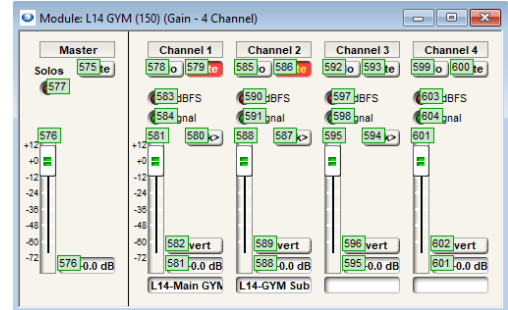 Module: L14 GYM (150) (Gain - 4 Channel)
Master Channel 1 Channel 2 Channel 3 Channel 4
Solos 575 te 578 o 579 te 585 o 586 te 592 o 593 te 599 o 600 te
577 583 dBFS 590 dBFS 597 dBFS 603 dBFS
584 gnal 591 gnal 598 gnal 604 gnal
576 581 580 k> 588 587 k> 595 594 k> 601
+12 +12
+0 +0
-12 -12
-24 -24
-36 -36
-48 -48
-60 -60 582 vert 589 vert 596 vert 602 vert
-72 576 -0.0 dB -72 581 -0.0 dB 588 -0.0 dB 595 -0.0 dB 601 -0.0 dB
L14-Main GYM L14-GYM Sub